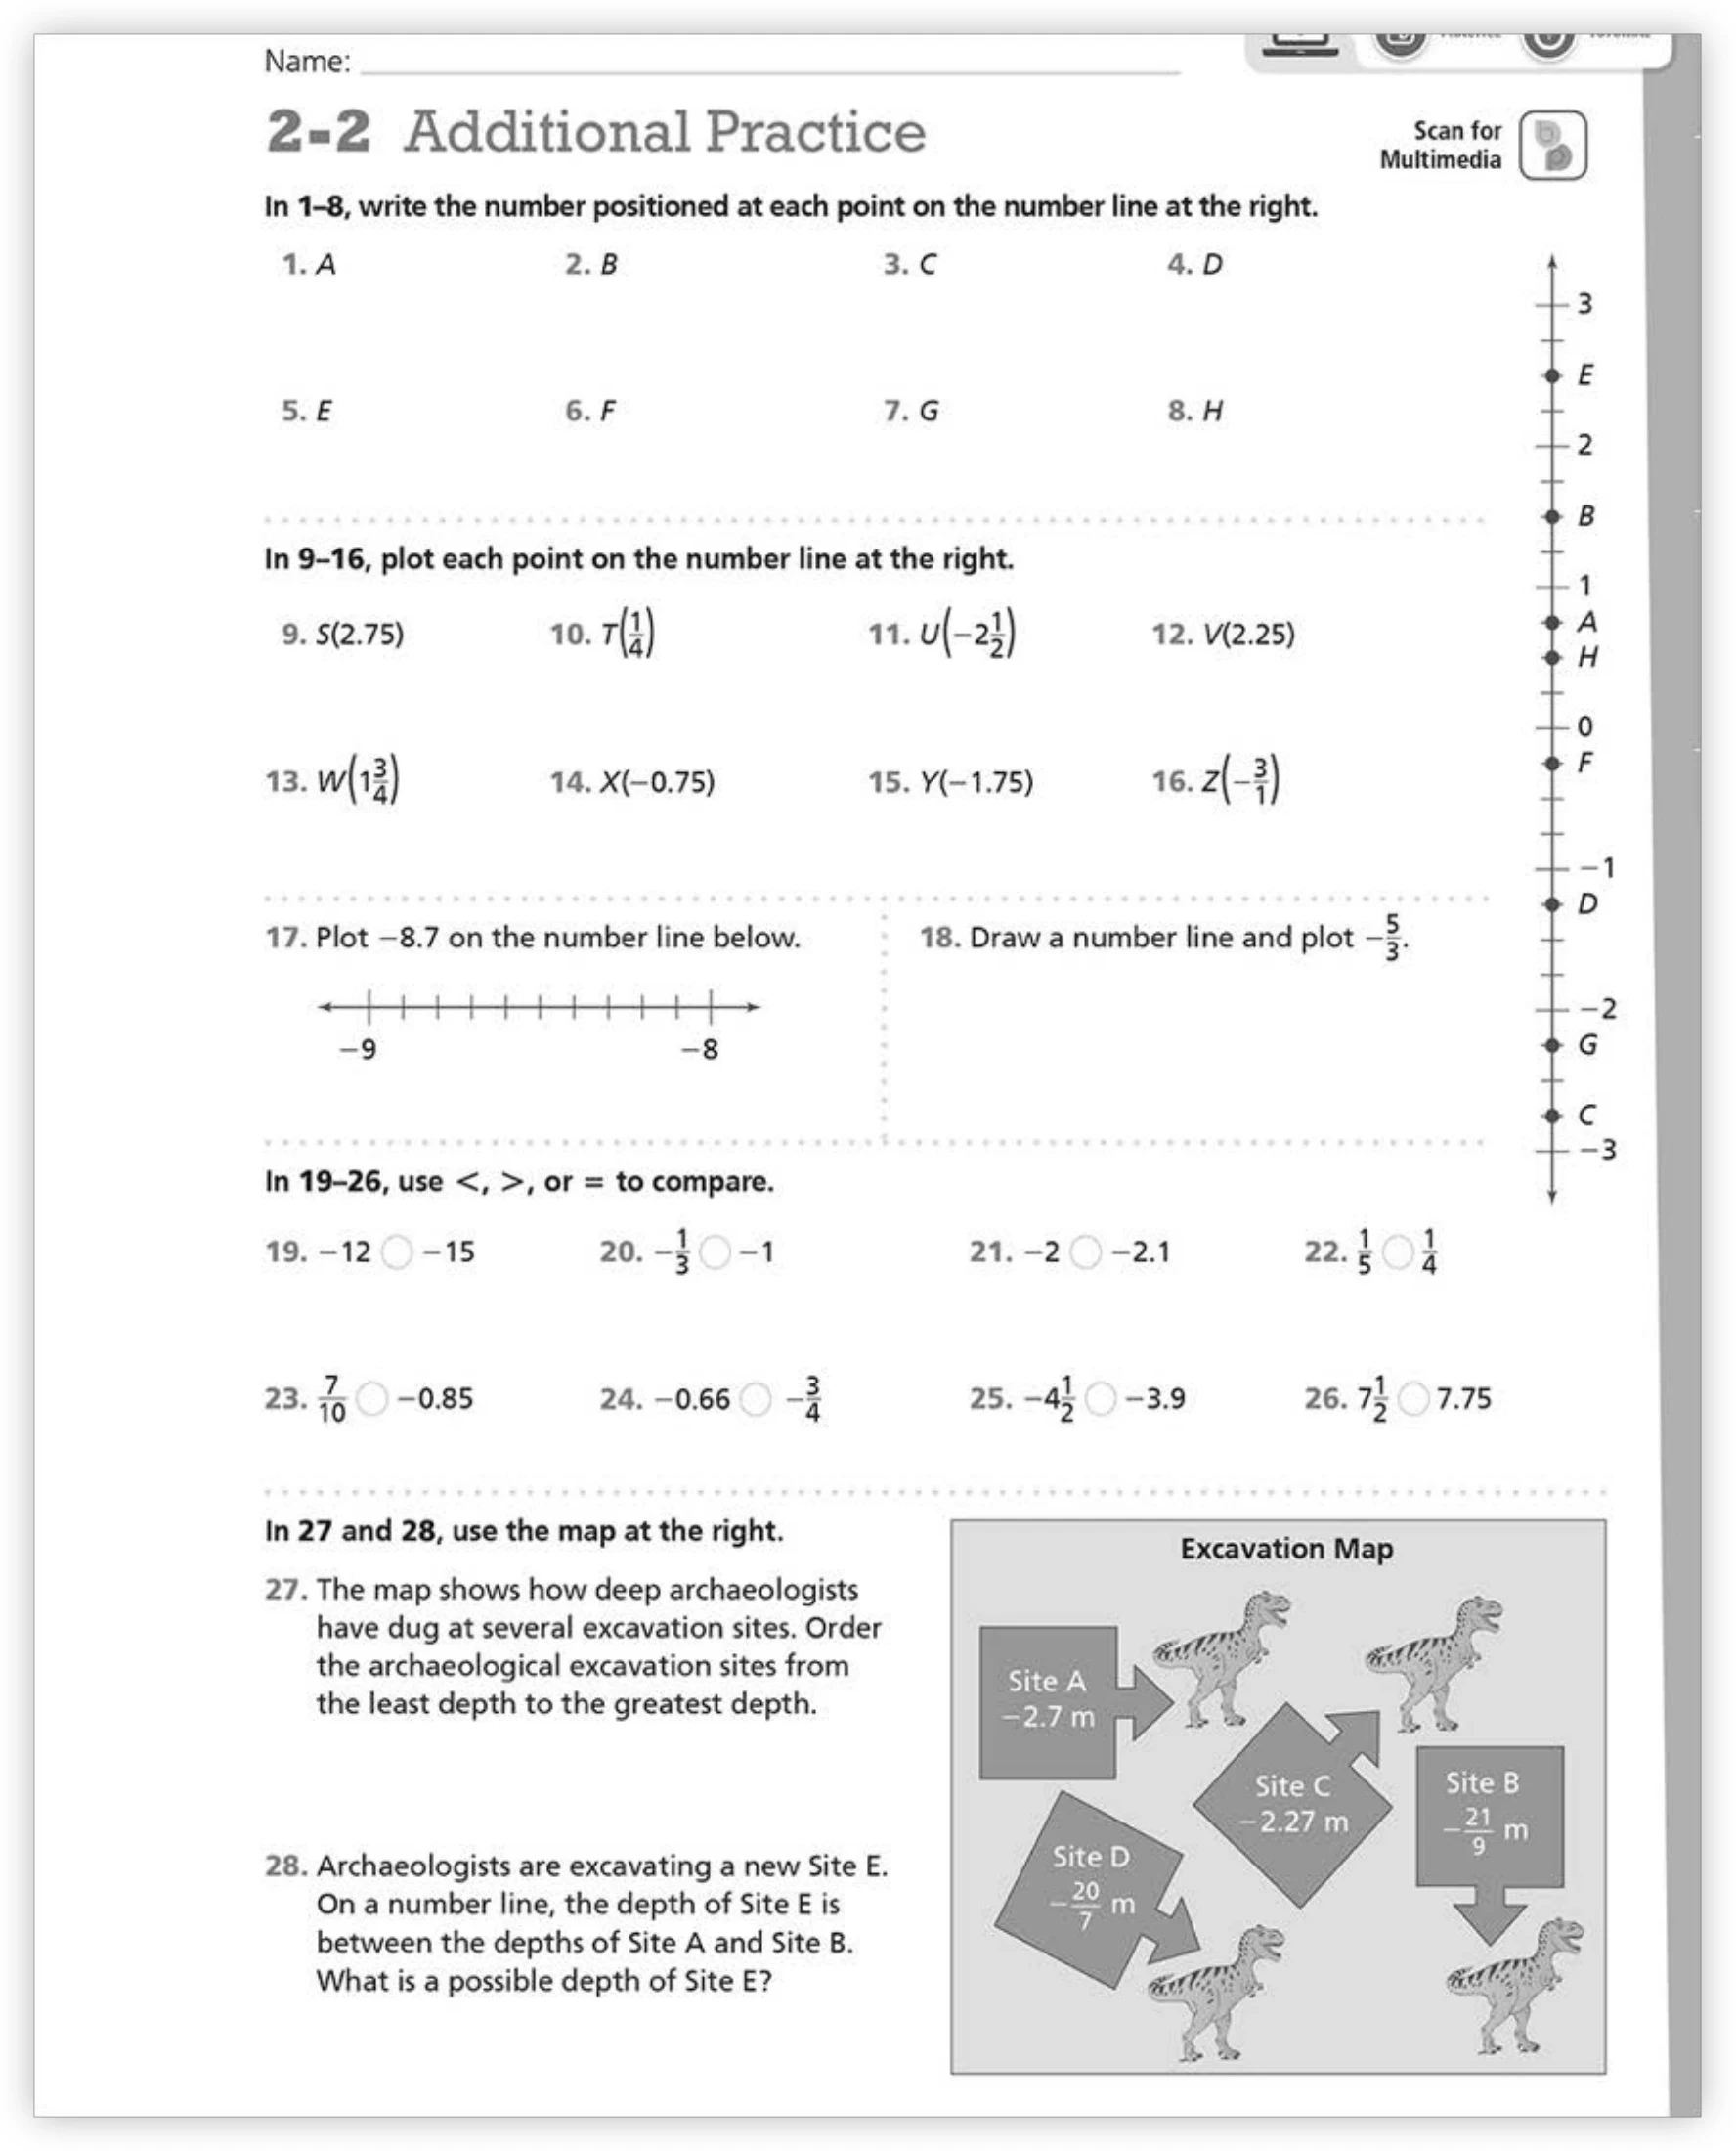 Name:
2-2 Additional Practice
Scan for
Multimedia
In 1–8, write the number positioned at each point on the number line at the right.
1. A 2. B 3. C 4. D
5. E 6. F 7. G 8. H
In 9–16, plot each point on the number line at the right.
9. S(2.75) 10. T(1/4) 11. U(−2 1/2) 12. V(2.25)
13. W(1 3/4) 14. X(−0.75) 15. Y(−1.75) 16. Z(−3/1)
3
E
2
B
1
A
H
0
F
−1
D
−2
G
C
−3
17. Plot −8.7 on the number line below.
−9 −8
18. Draw a number line and plot −5/3.
In 19–26, use <, >, or = to compare.
19. −12 ○ −15 20. −1/3 ○ −1 21. −2 ○ −2.1 22. 1/5 ○ 1/4
23. 7/10 ○ −0.85 24. −0.66 ○ −3/4 25. −4 1/2 ○ −3.9 26. 7 1/2 ○ 7.75
In 27 and 28, use the map at the right.
27. The map shows how deep archaeologists
have dug at several excavation sites. Order
the archaeological excavation sites from
the least depth to the greatest depth.
28. Archaeologists are excavating a new Site E.
On a number line, the depth of Site E is
between the depths of Site A and Site B.
What is a possible depth of Site E?
Excavation Map
Site A
−2.7 m
Site C
−2.27 m
Site B
−21/9 m
Site D
−20/7 m